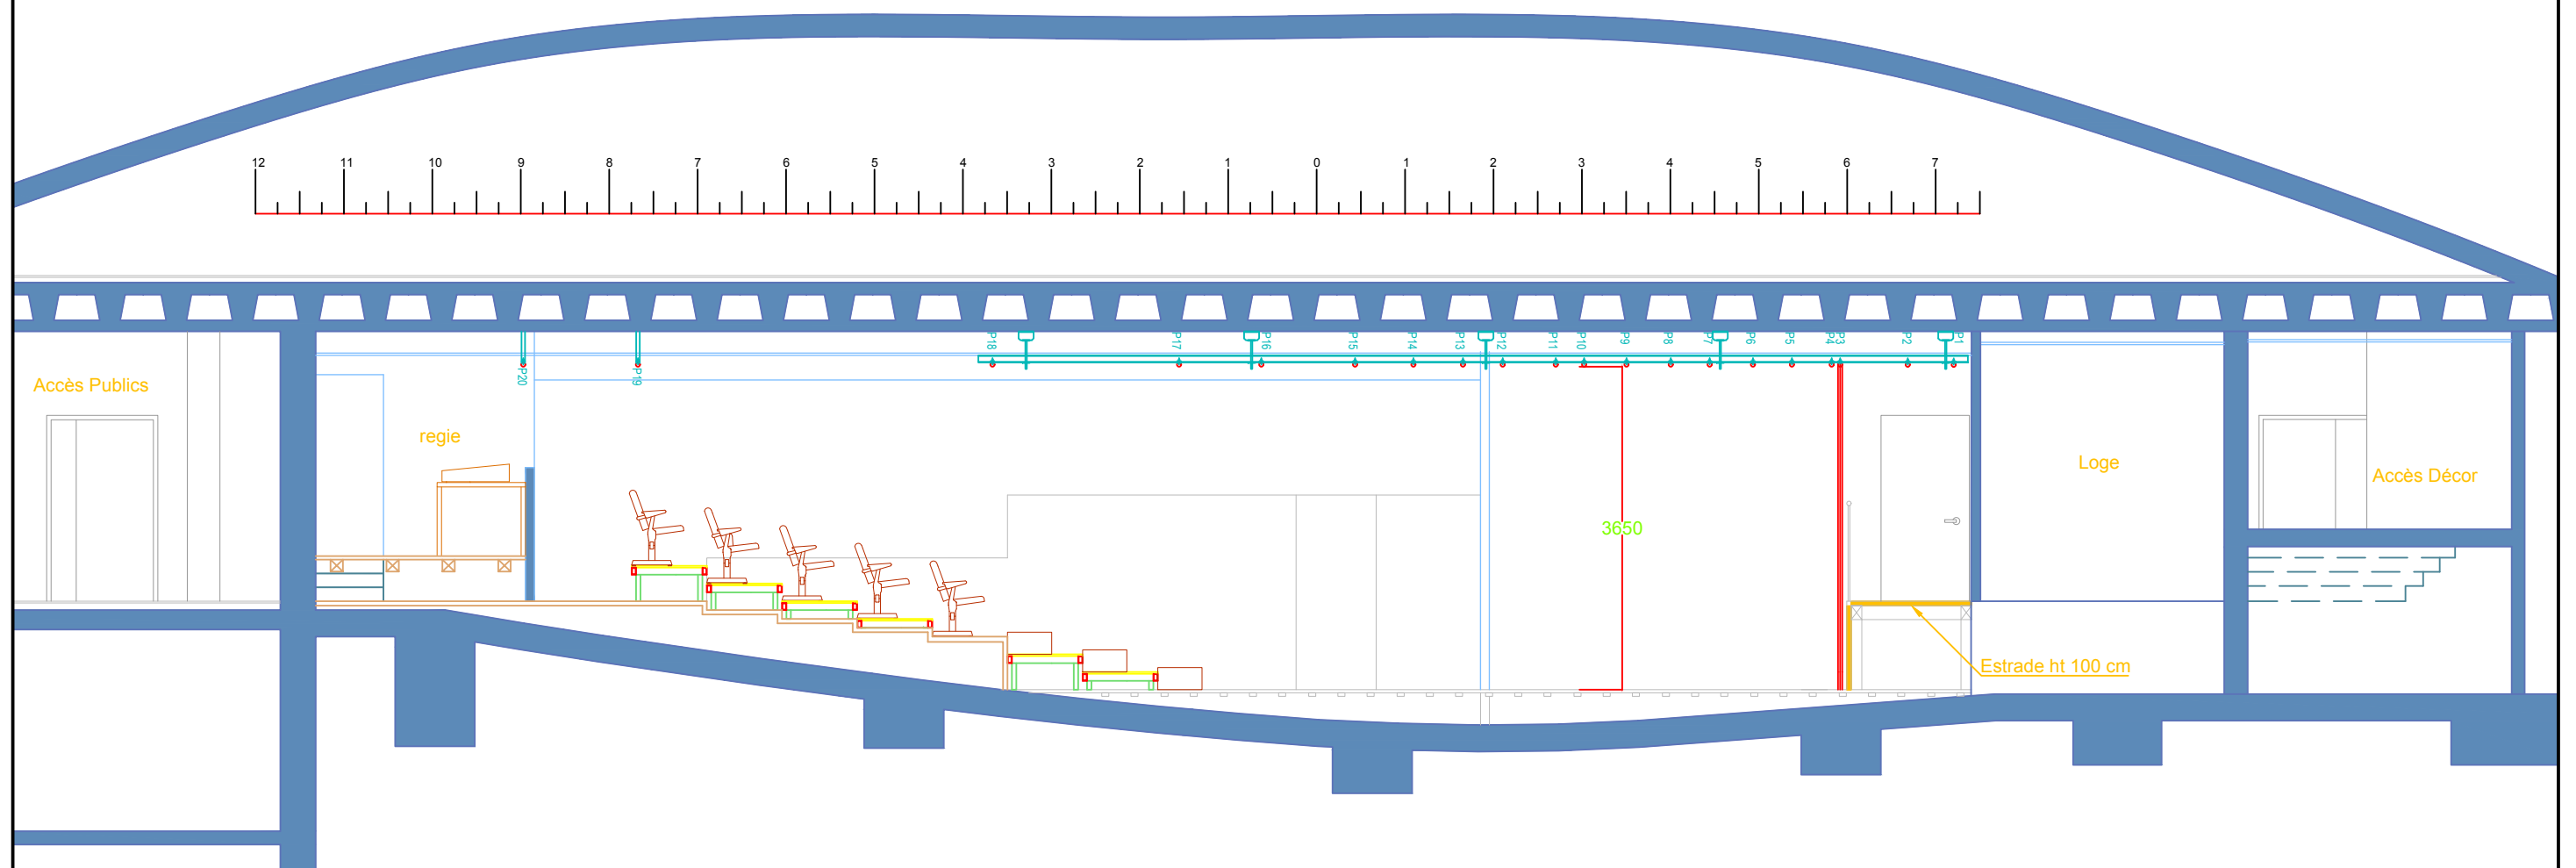 12 11 10 9 8 7 6 5 4 3 2 1 0 1 2 3 4 5 6 7
P20 P19 P18 P17 P16 P15 P14 P13 P12 P11 P10 P9 P8 P7 P6 P5 P4 P3 P2 P1
Accès Publics
regie
Loge
Accès Décor
3650
Estrade ht 100 cm